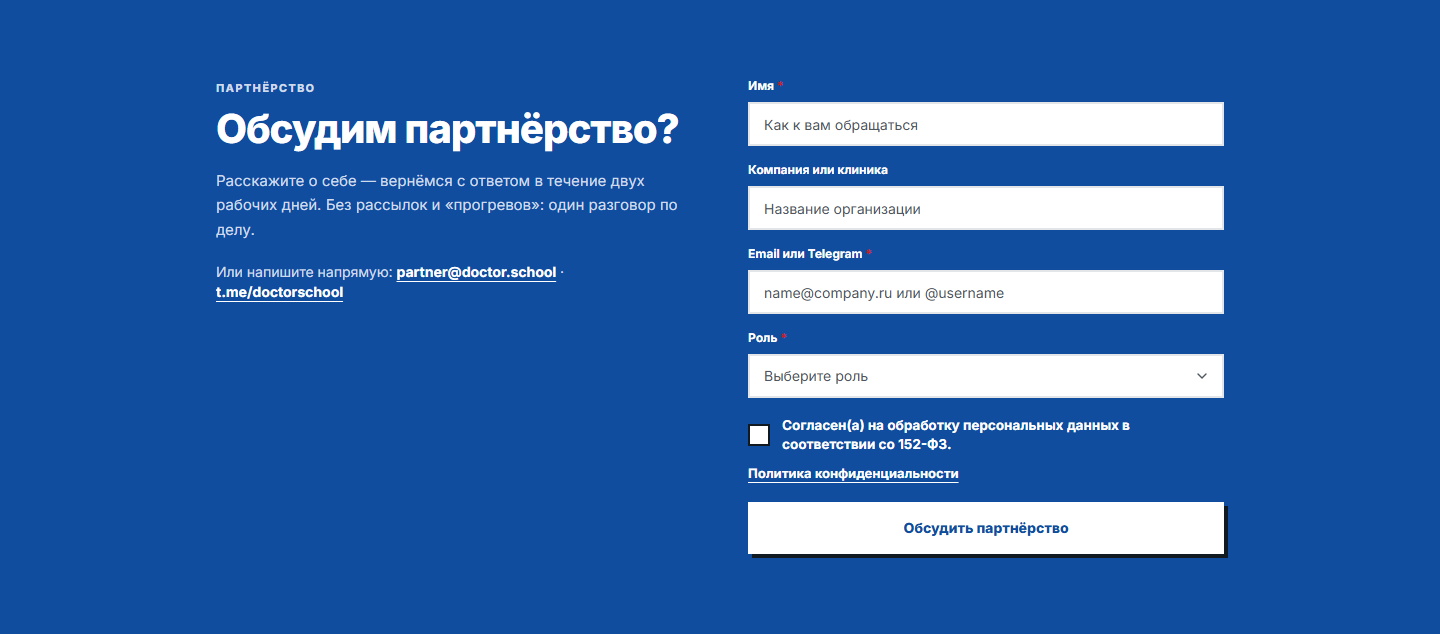 ПАРТНЁРСТВО
Обсудим партнёрство?
Расскажите о себе — вернёмся с ответом в течение двух
рабочих дней. Без рассылок и «прогревов»: один разговор по
делу.
Или напишите напрямую: partner@doctor.school ·
t.me/doctorschool
Имя *
Как к вам обращаться
Компания или клиника
Название организации
Email или Telegram *
name@company.ru или @username
Роль *
Выберите роль
Согласен(а) на обработку персональных данных в
соответствии со 152-ФЗ.
Политика конфиденциальности
Обсудить партнёрство